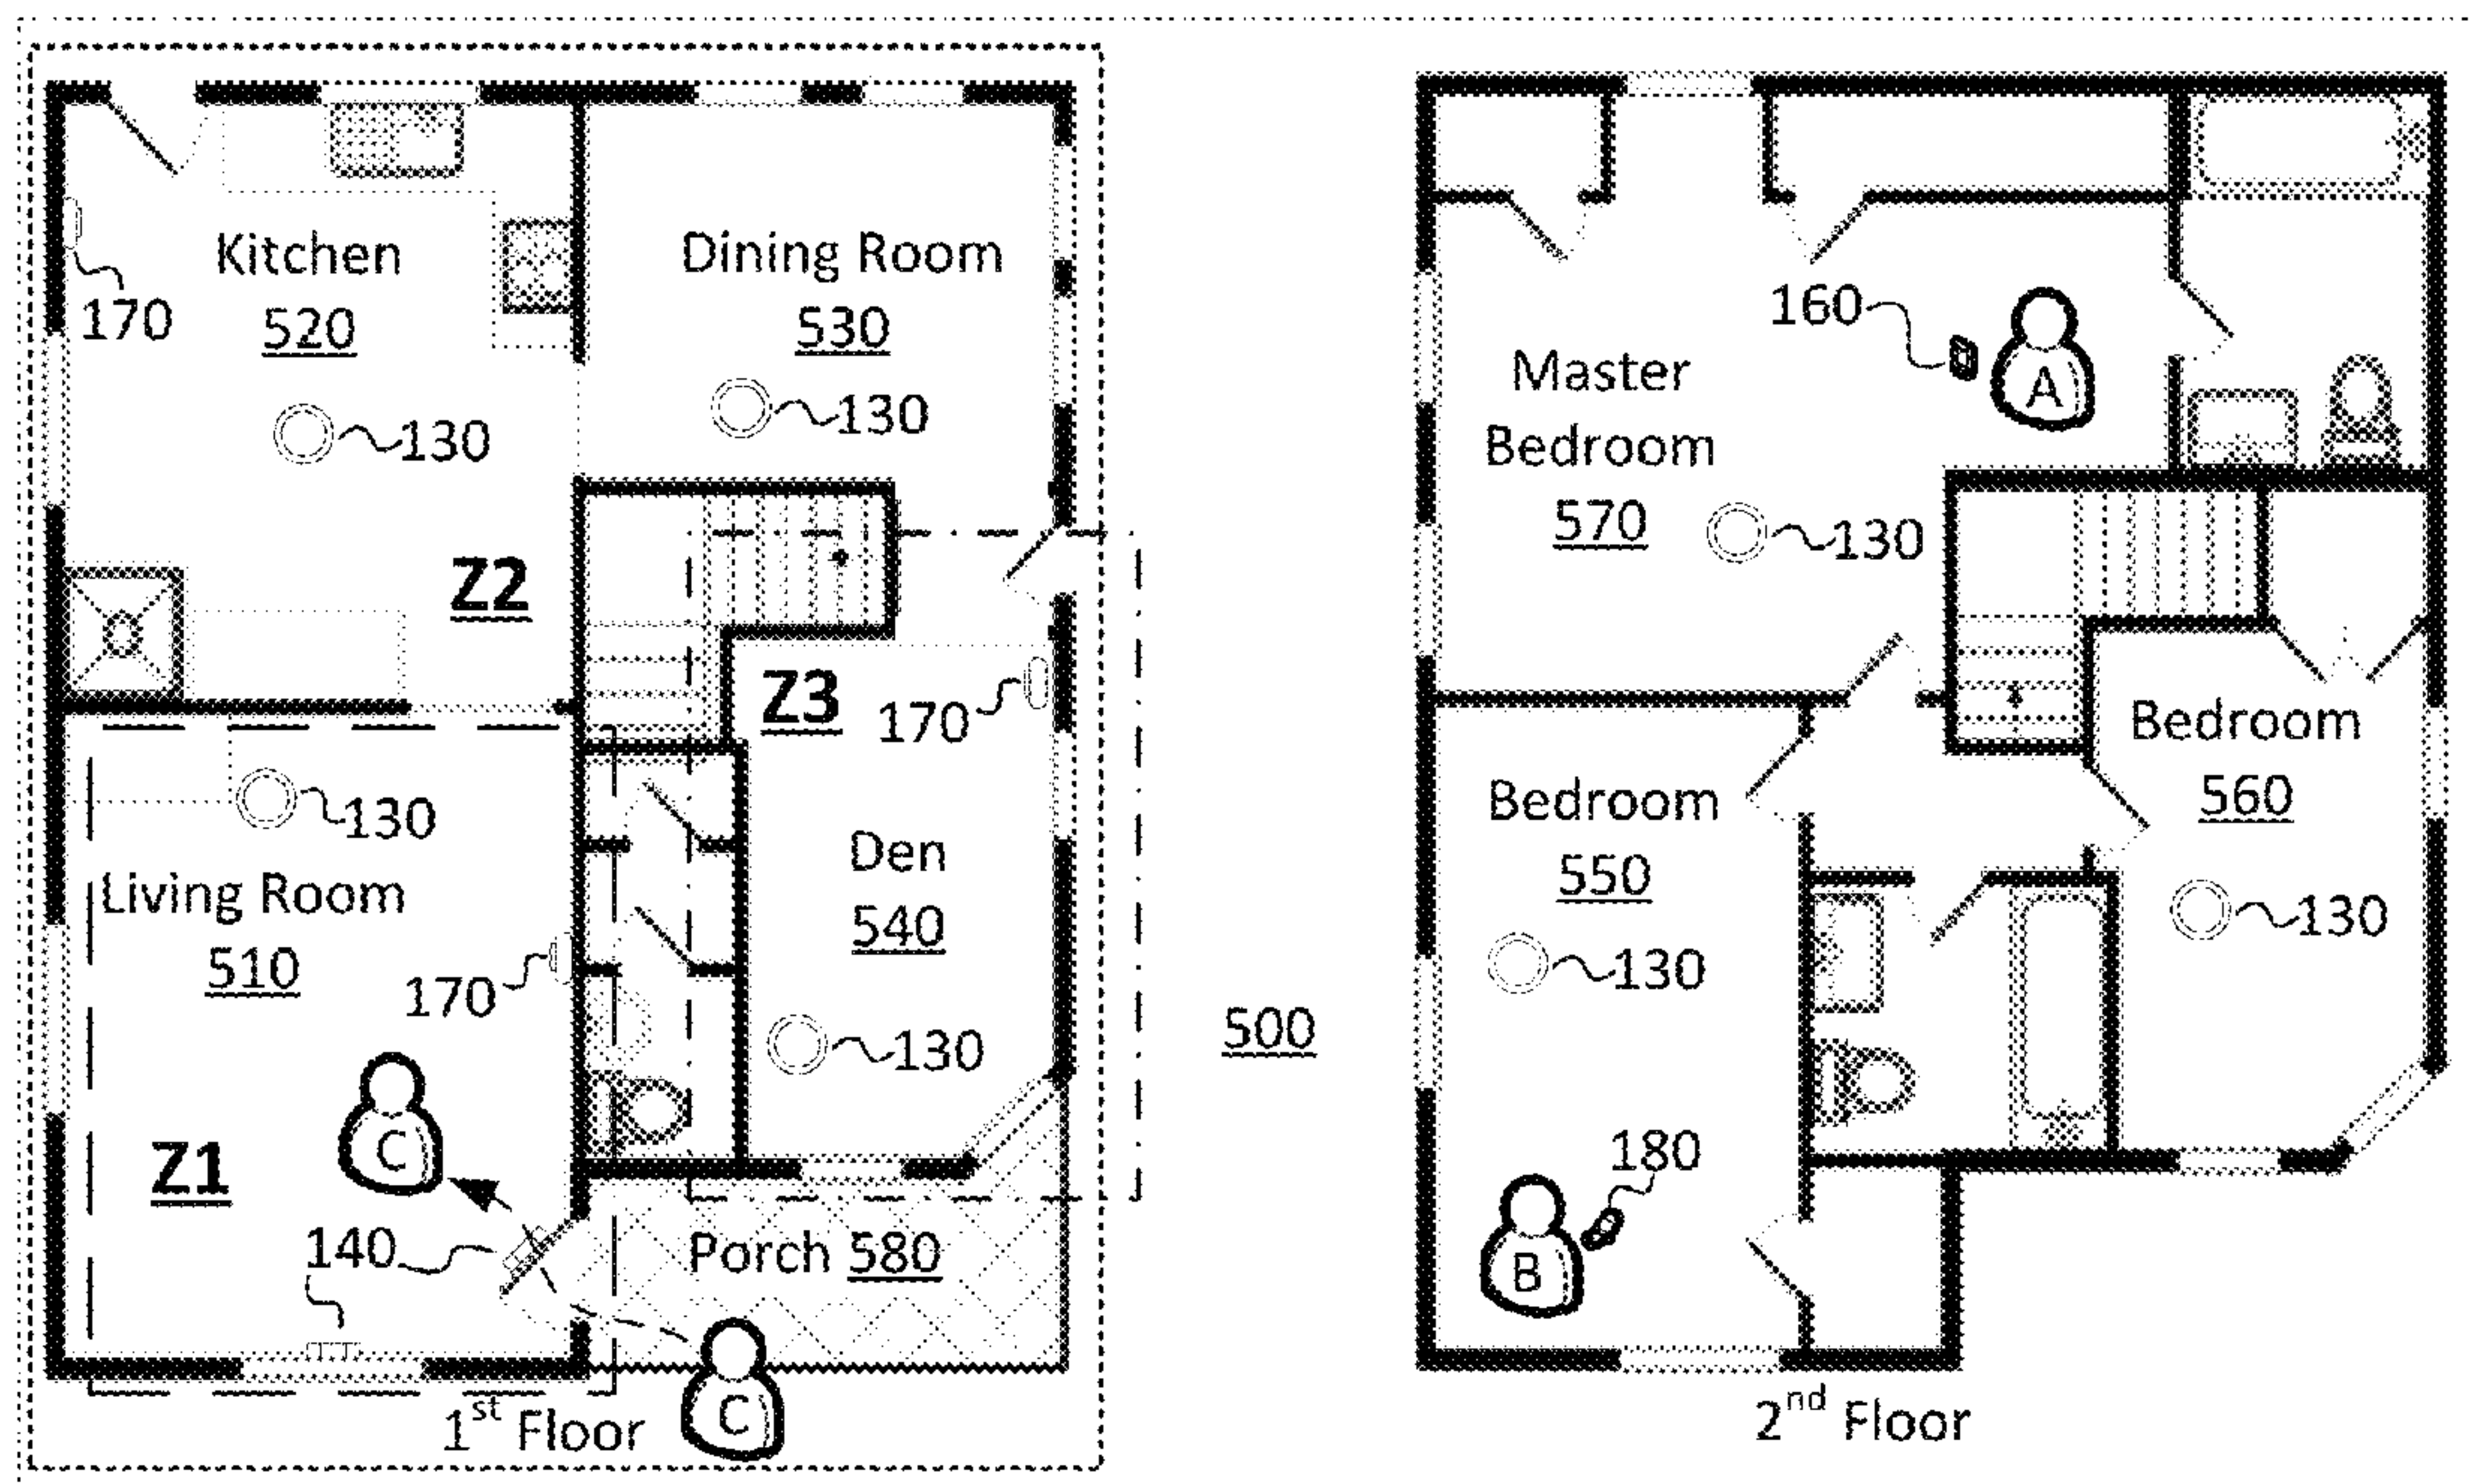 Kitchen
520
170
130
Dining Room
530
130
Z2
Z3
170
130
Living Room
510
170
Den
540
130
C
Z1
140
Porch 580
C
1st Floor
500
160
A
Master
Bedroom
570
130
Bedroom
560
130
Bedroom
550
130
180
B
2nd Floor